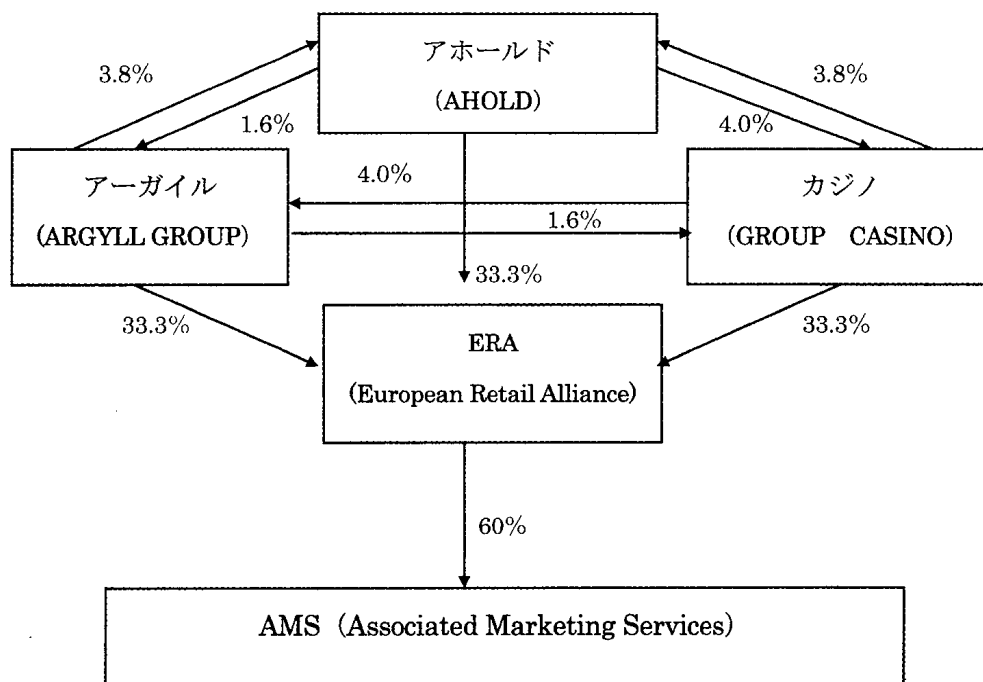 アホールド
(AHOLD)
3.8%
3.8%
1.6%
4.0%
アーガイル
(ARGYLL GROUP)
4.0%
1.6%
カジノ
(GROUP　CASINO)
33.3%
33.3%
33.3%
ERA
(European Retail Alliance)
60%
AMS（Associated Marketing Services）